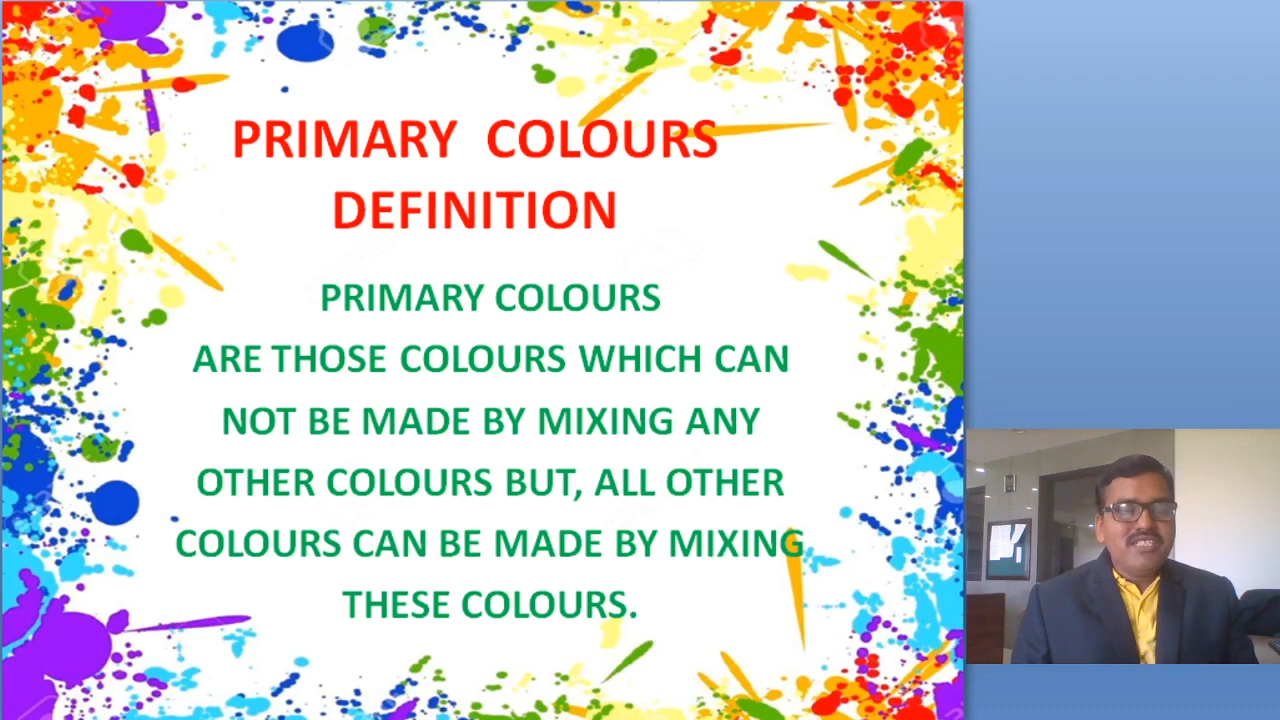 PRIMARY COLOURS
DEFINITION
PRIMARY COLOURS
ARE THOSE COLOURS WHICH CAN
NOT BE MADE BY MIXING ANY
OTHER COLOURS BUT, ALL OTHER
COLOURS CAN BE MADE BY MIXING
THESE COLOURS.